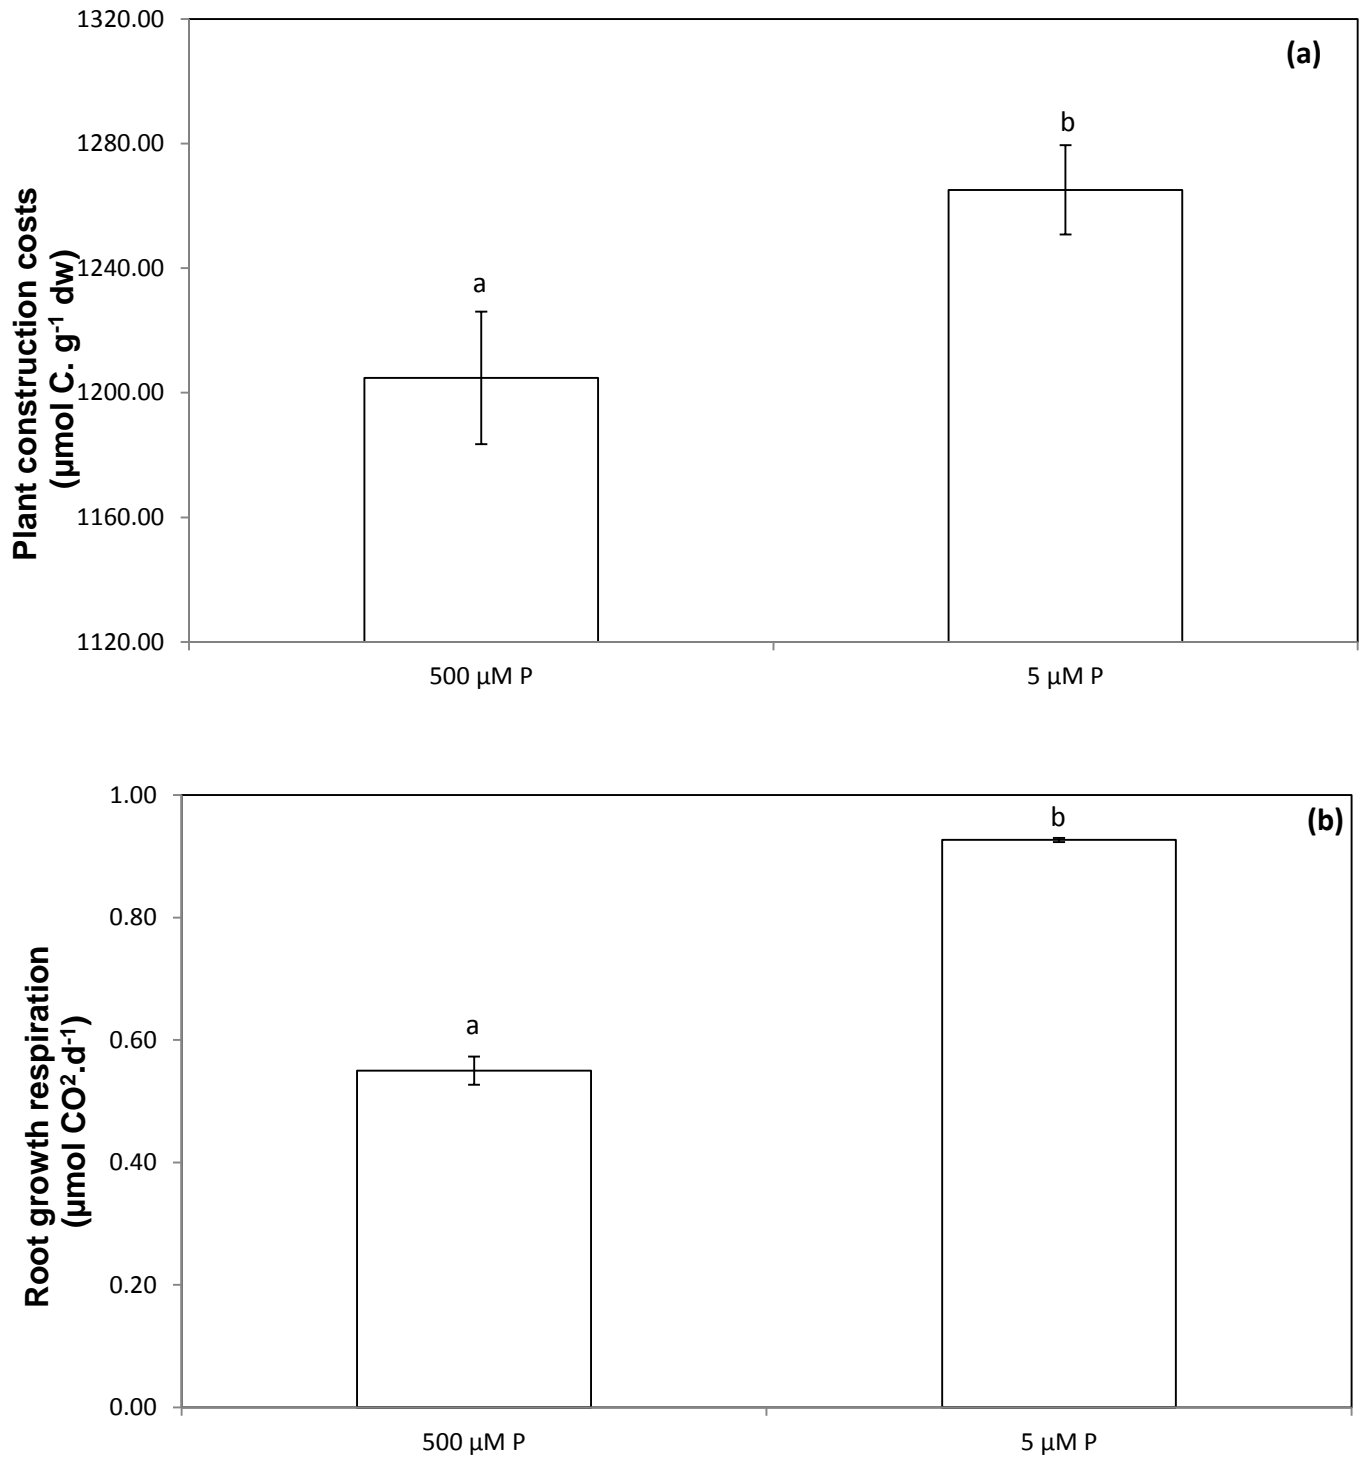 1320.00
(a)
b
1280.00
a
1240.00
1200.00
1160.00
1120.00
Plant construction costs
(µmol C. g⁻¹ dw)
500 µM P
5 µM P
1.00
(b)
b
0.80
a
0.60
0.40
0.20
0.00
Root growth respiration
(µmol CO².d⁻¹)
500 µM P
5 µM P